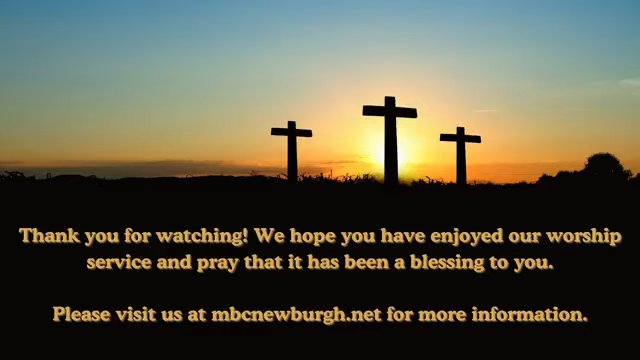 Thank you for watching! We hope you have enjoyed our worship
service and pray that it has been a blessing to you.
Please visit us at mbcnewburgh.net for more information.